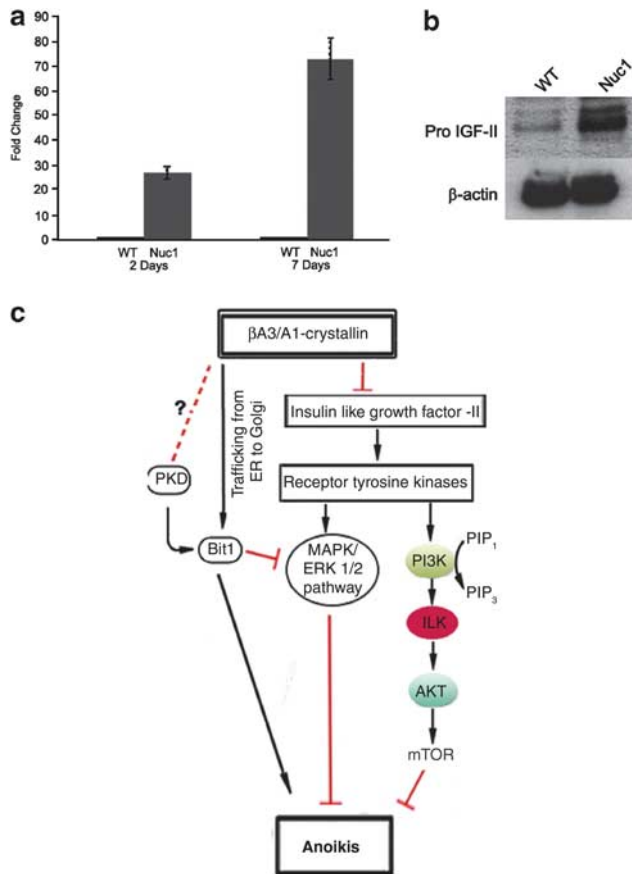 a
90
80
70
60
50
40
30
20
10
0
Fold Change
WT Nuc1
2 Days
WT Nuc1
7 Days
b
WT
Nuc1
Pro IGF-II
β-actin
c
βA3/A1-crystallin
?
Trafficking from
ER to Golgi
Insulin like growth factor -II
PKD
Receptor tyrosine kinases
Bit1
MAPK/
ERK 1/2
pathway
PI3K
PIP₁
PIP₃
ILK
AKT
mTOR
Anoikis